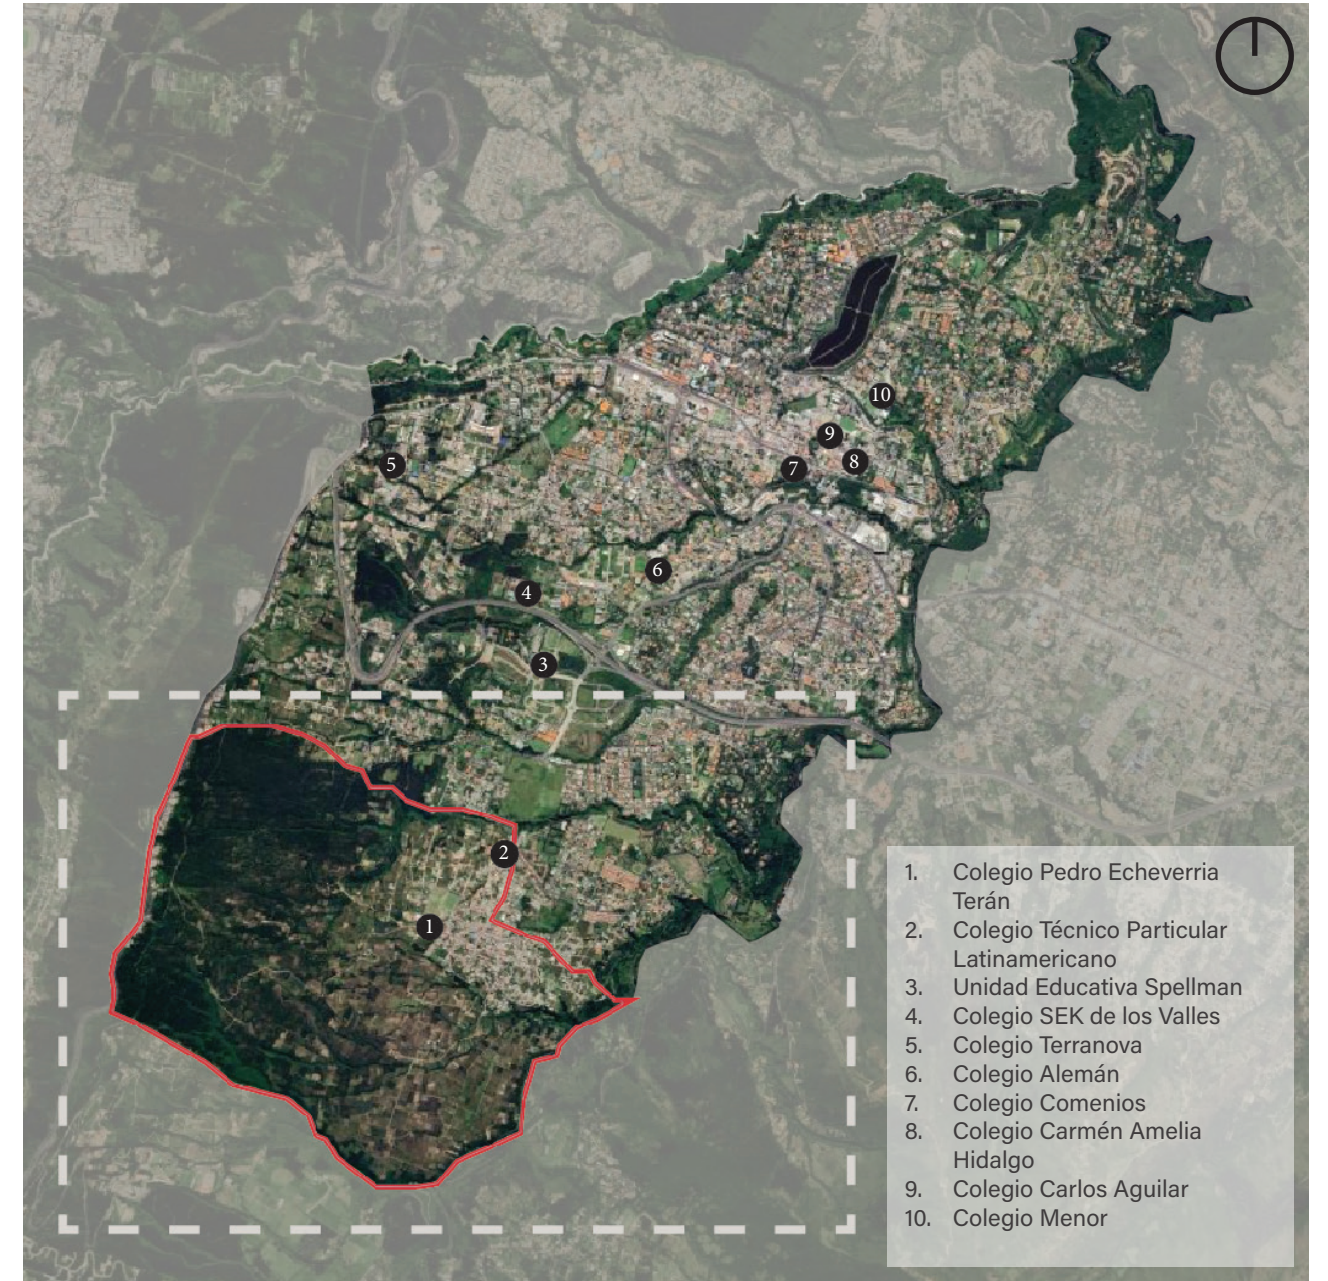 10
9
8
7
5
6
4
3
2
1
1. Colegio Pedro Echeverria
Terán
2. Colegio Técnico Particular
Latinamericano
3. Unidad Educativa Spellman
4. Colegio SEK de los Valles
5. Colegio Terranova
6. Colegio Alemán
7. Colegio Comenios
8. Colegio Carmén Amelia
Hidalgo
9. Colegio Carlos Aguilar
10. Colegio Menor